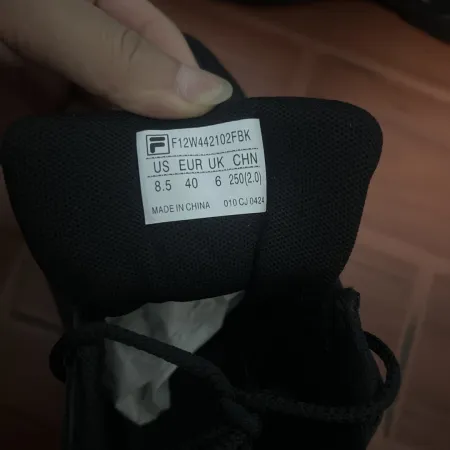 F12W442102FBK
US EUR UK CHN
8.5 40 6 250(2.0)
MADE IN CHINA 010 CJ 0424